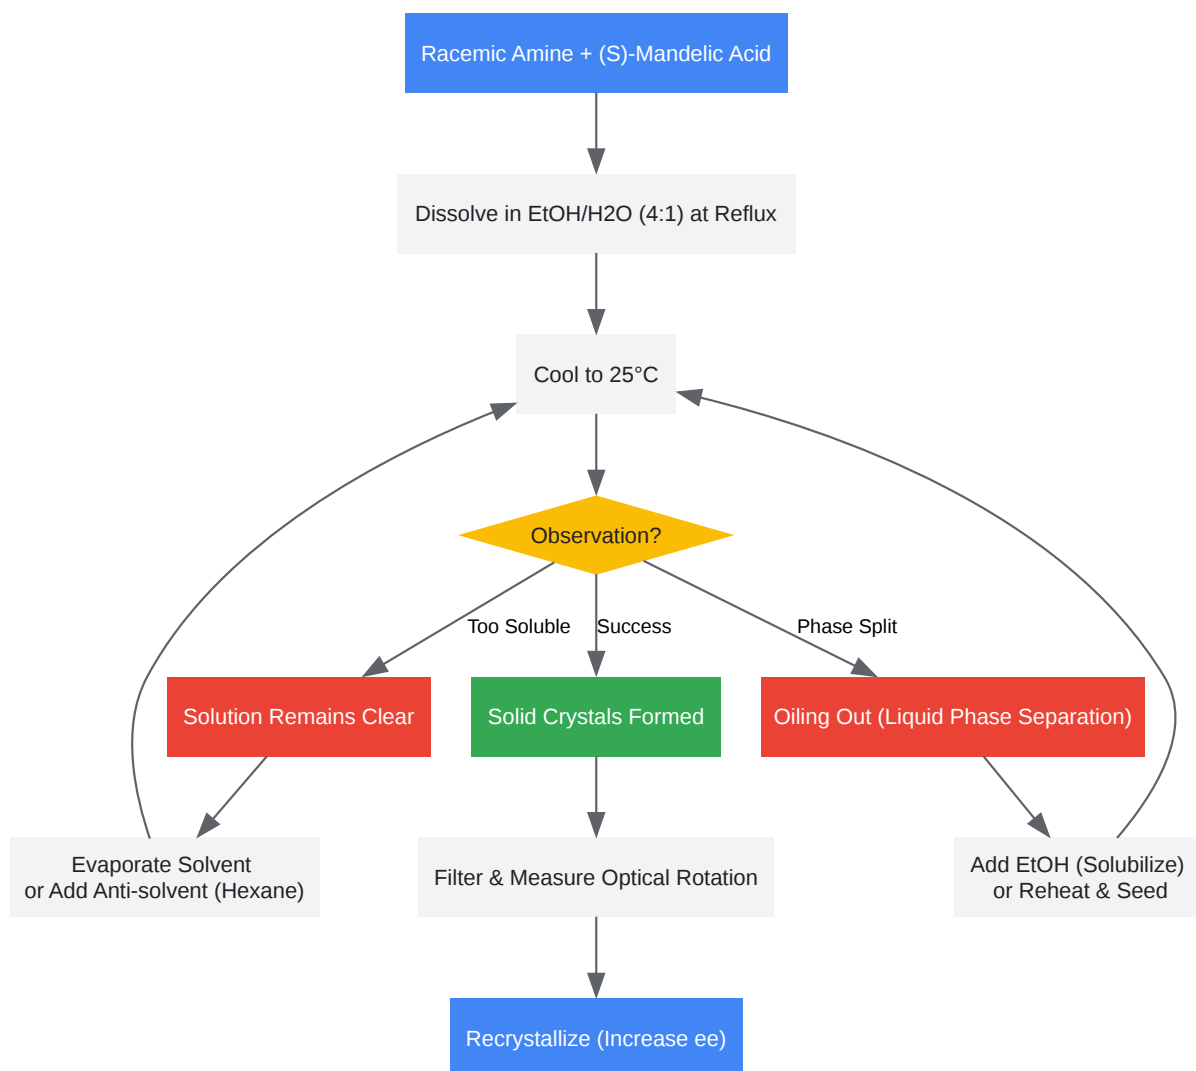 Racemic Amine + (S)-Mandelic Acid
Dissolve in EtOH/H2O (4:1) at Reflux
Cool to 25°C
Observation?
Too Soluble
Success
Phase Split
Solution Remains Clear
Solid Crystals Formed
Oiling Out (Liquid Phase Separation)
Evaporate Solvent
or Add Anti-solvent (Hexane)
Filter & Measure Optical Rotation
Add EtOH (Solubilize)
or Reheat & Seed
Recrystallize (Increase ee)